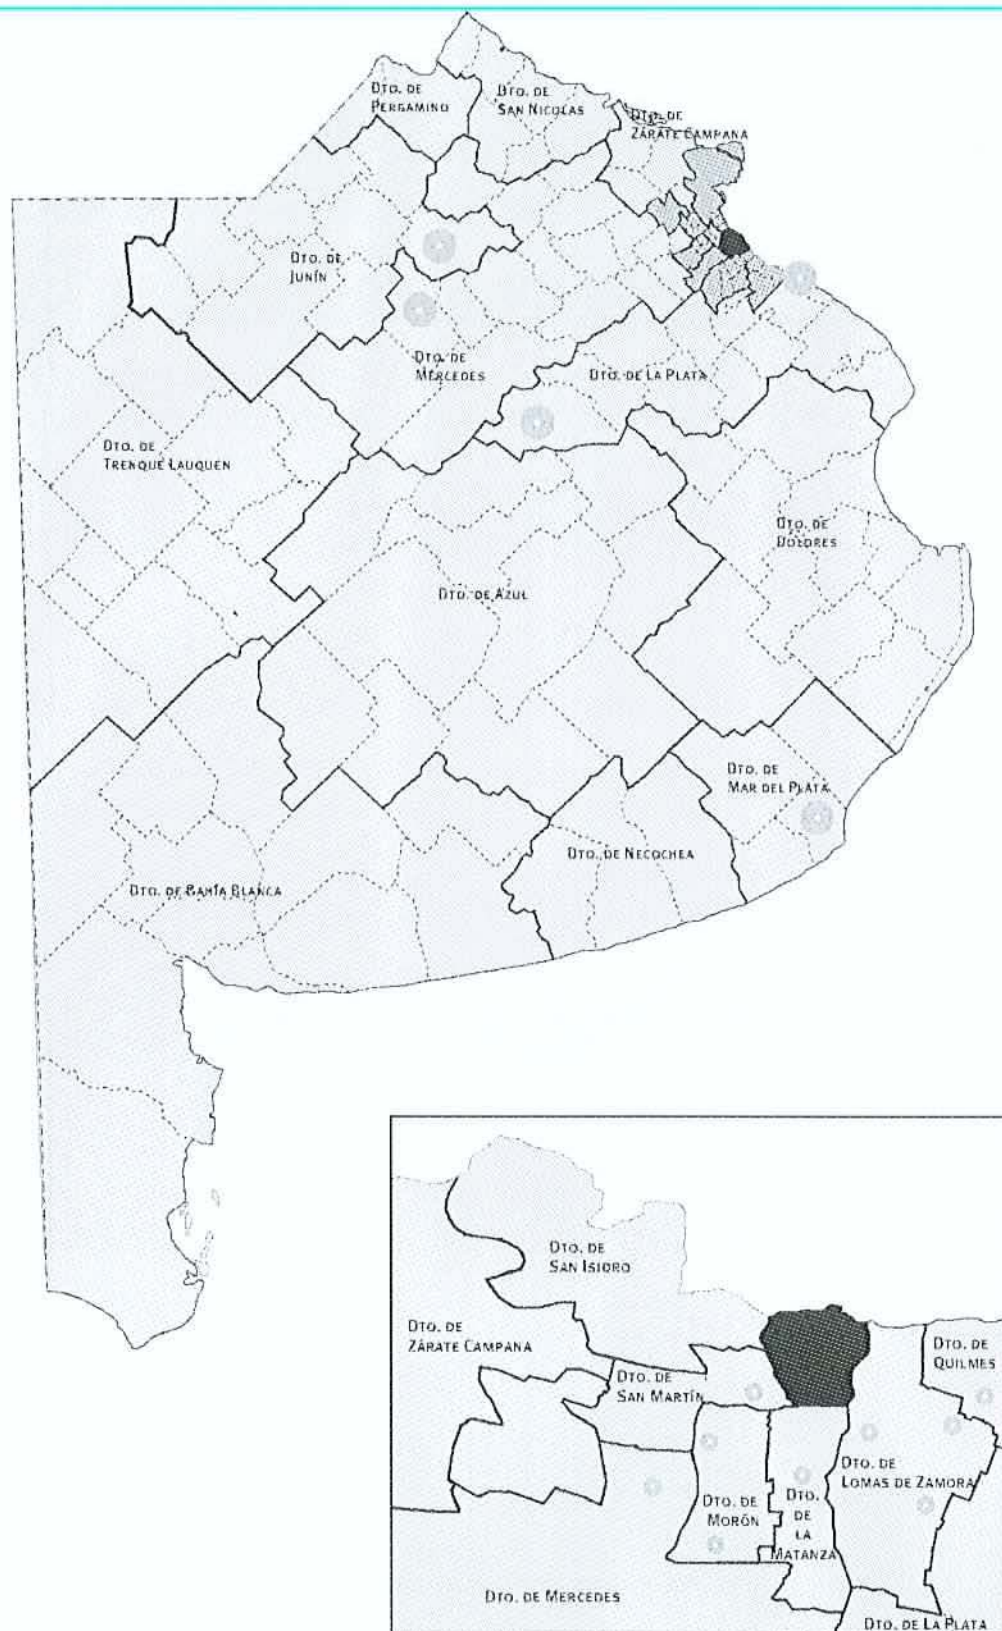 DTO. DE
PERGAMINO
DTO. DE
SAN NICOLAS
DTO. DE
ZÁRATE CAMPANA
DTO. DE
JUNÍN
DTO. DE
MERCEDES
DTO. DE LA PLATA
DTO. DE
TRENQUE LAUQUEN
DTO. DE
DOLORES
DTO. DE AZUL
DTO. DE
MAR DEL PLATA
DTO. DE NECOCHEA
DTO. DE BAHÍA BLANCA
DTO. DE
SAN ISIDRO
DTO. DE
ZÁRATE CAMPANA
DTO. DE
QUILMES
DTO. DE
SAN MARTÍN
DTO. DE
LOMAS DE ZAMORA
DTO. DE
MORÓN
DTO.
DE
LA
MATANZA
DTO. DE MERCEDES
DTO. DE LA PLATA